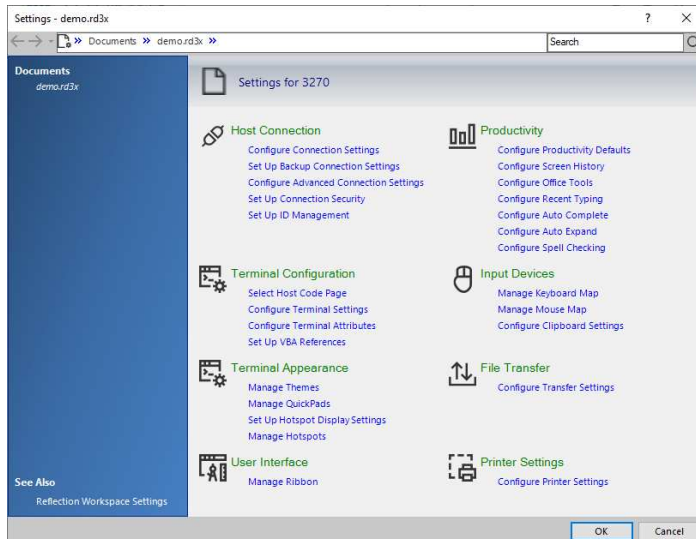 Settings - demo.rd3x
? X
Documents » demo.rd3x »
Search
Documents
demo.rd3x
See Also
Reflection Workspace Settings
Settings for 3270
Host Connection
Configure Connection Settings
Set Up Backup Connection Settings
Configure Advanced Connection Settings
Set Up Connection Security
Set Up ID Management
Productivity
Configure Productivity Defaults
Configure Screen History
Configure Office Tools
Configure Recent Typing
Configure Auto Complete
Configure Auto Expand
Configure Spell Checking
Terminal Configuration
Select Host Code Page
Configure Terminal Settings
Configure Terminal Attributes
Set Up VBA References
Input Devices
Manage Keyboard Map
Manage Mouse Map
Configure Clipboard Settings
Terminal Appearance
Manage Themes
Manage QuickPads
Set Up Hotspot Display Settings
Manage Hotspots
File Transfer
Configure Transfer Settings
User Interface
Manage Ribbon
Printer Settings
Configure Printer Settings
OK
Cancel